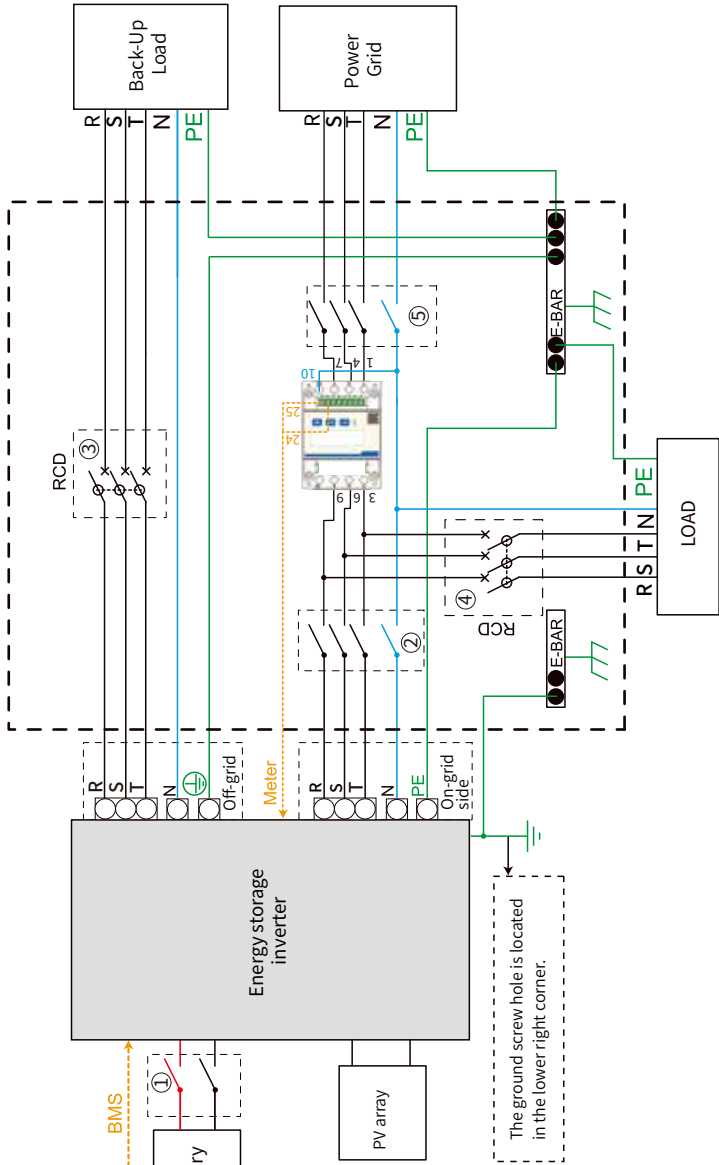 Back-Up
Load
Power
Grid
R
S
T
N
PE
R
S
T
N
PE
RCD
③
⑤
10
7
4
1
25
24
9
6
3
E-BAR
②
④
RCD
E-BAR
R
S
T
N
PE
LOAD
R
S
T
N
Off-grid
Meter
R
S
T
N
PE
On-grid
side
Energy storage
inverter
BMS
①
ry
PV array
The ground screw hole is located
in the lower right corner.